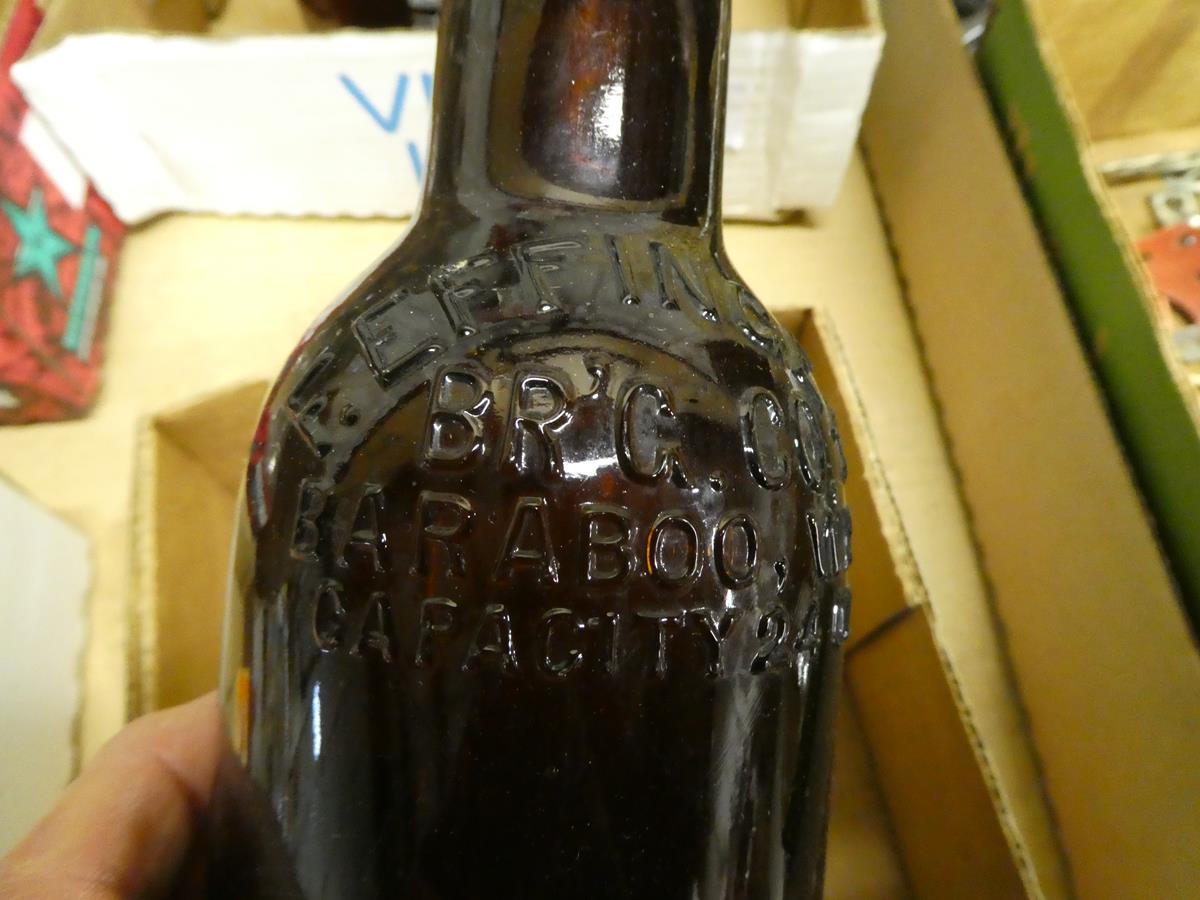 F. EFFING
BR'G. CO.
BARABOO, W
CAPACITY 24